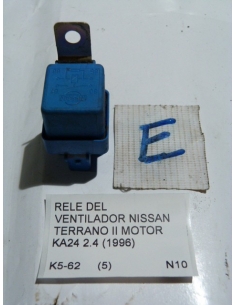 E
RELE DEL
VENTILADOR NISSAN
TERRANO II MOTOR
KA24 2.4 (1996)
K5-62 (5) N10